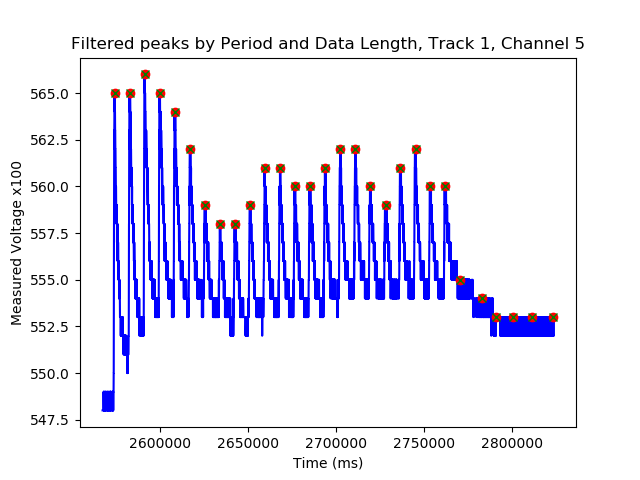 Filtered peaks by Period and Data Length, Track 1, Channel 5
Measured Voltage x100
565.0
562.5
560.0
557.5
555.0
552.5
550.0
547.5
2600000 2650000 2700000 2750000 2800000
Time (ms)